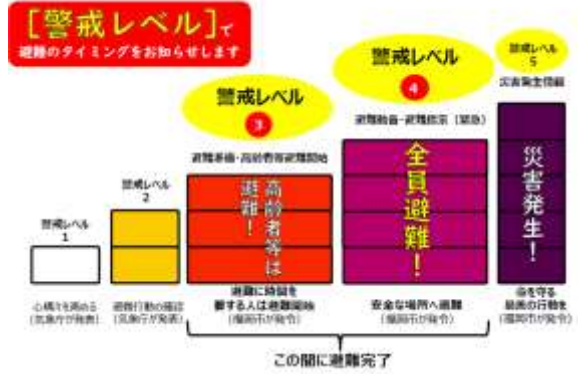 [警戒レベル]で
避難のタイミングをお知らせします
警戒レベル
1
心構えを高める
(気象庁が発表)
警戒レベル
2
避難行動の確認
(気象庁が発表)
警戒レベル
3
避難準備・高齢者等避難開始
高齢者等は
避難！
避難に時間を
要する人は避難開始
(福岡市が発令)
警戒レベル
4
避難勧告・避難指示（緊急）
全員避難！
安全な場所へ避難
(福岡市が発令)
警戒レベル
5
災害発生情報
災害発生！
命を守る
最善の行動を
(福岡市が発令)
この間に避難完了